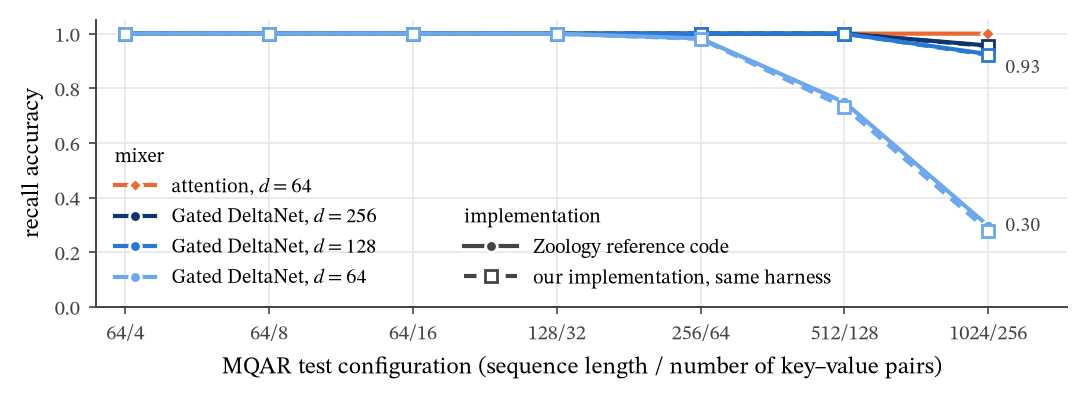 1.0
0.8
0.6
0.4
0.2
0.0
recall accuracy
0.93
0.30
mixer
attention, d = 64
Gated DeltaNet, d = 256
Gated DeltaNet, d = 128
Gated DeltaNet, d = 64
implementation
Zoology reference code
our implementation, same harness
64/4 64/8 64/16 128/32 256/64 512/128 1024/256
MQAR test configuration (sequence length / number of key–value pairs)